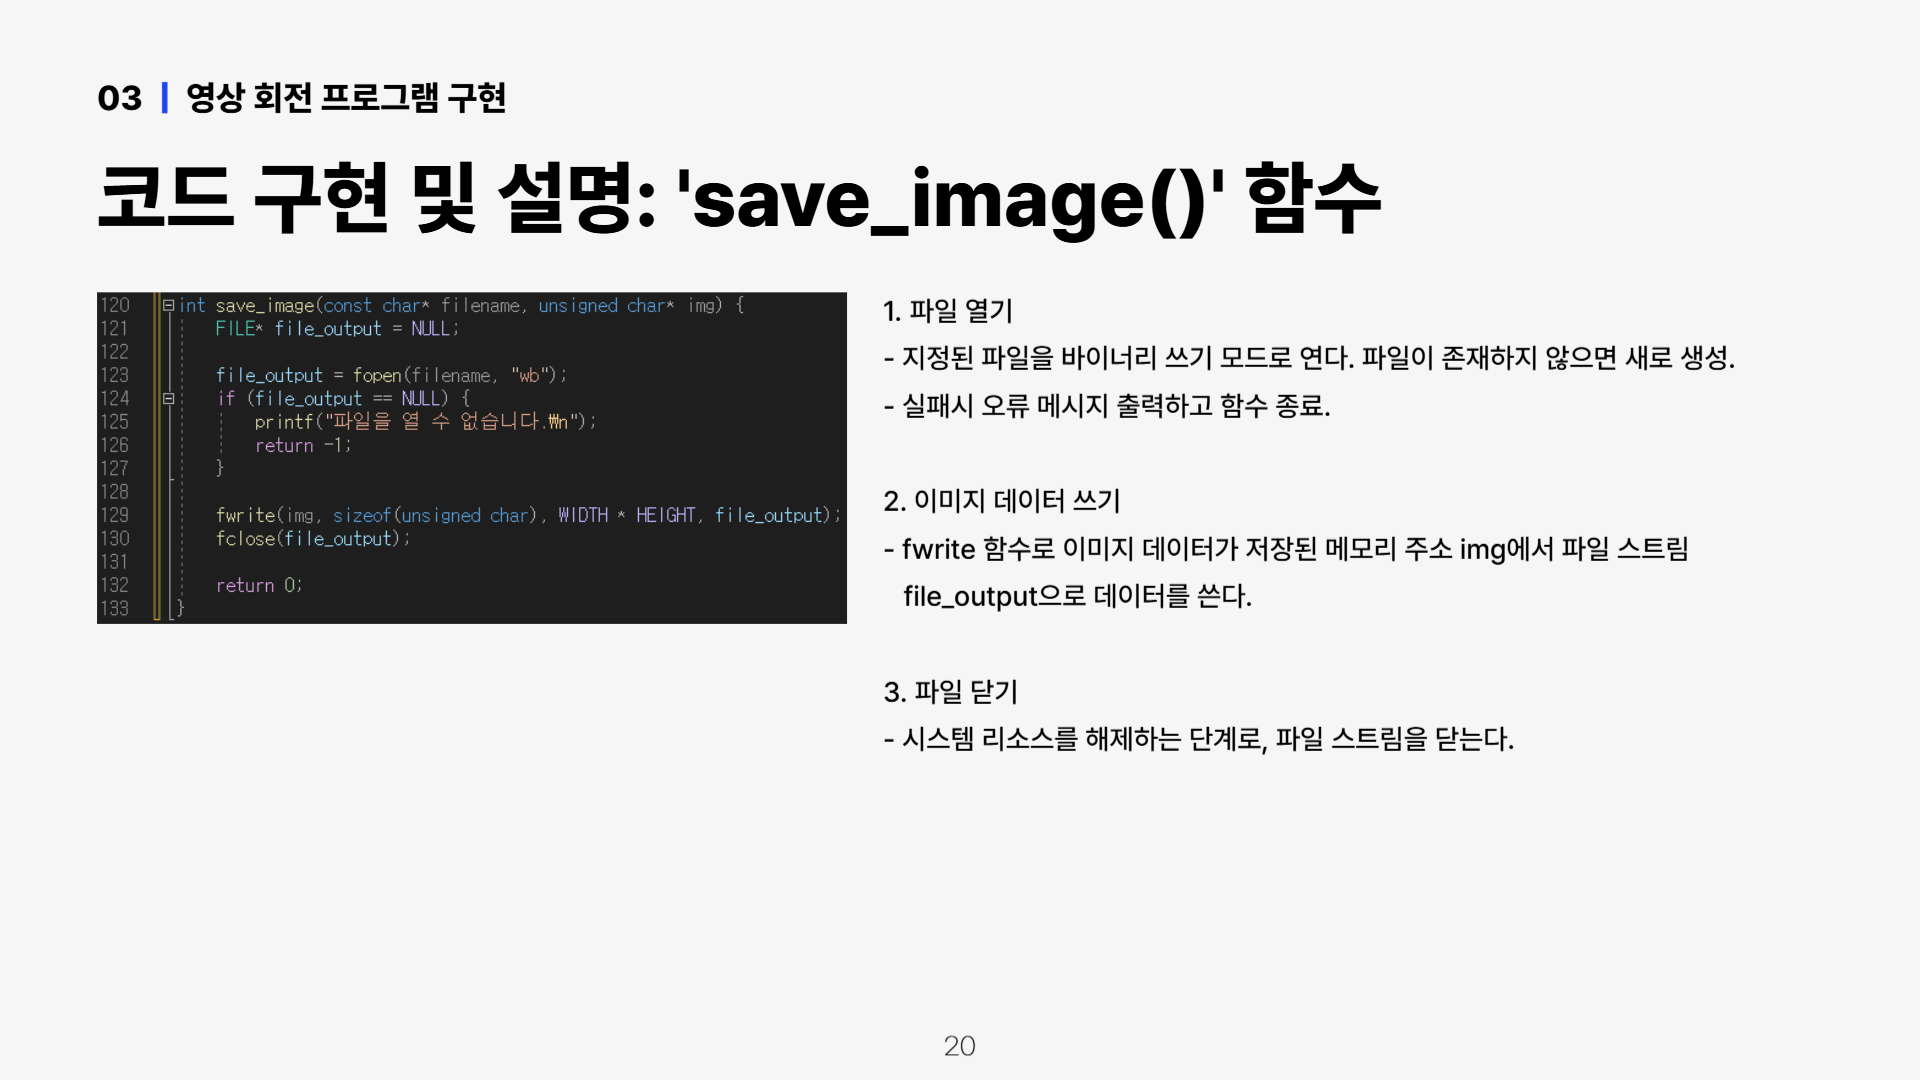 03 | 영상 회전 프로그램 구현
코드 구현 및 설명: 'save_image()' 함수
120 int save_image(const char* filename, unsigned char* img) {
121 FILE* file_output = NULL;
122
123 file_output = fopen(filename, "wb");
124 if (file_output == NULL) {
125 printf("파일을 열 수 없습니다.₩n");
126 return -1;
127 }
128
129 fwrite(img, sizeof(unsigned char), WIDTH * HEIGHT, file_output);
130 fclose(file_output);
131
132 return 0;
133 }
1. 파일 열기
- 지정된 파일을 바이너리 쓰기 모드로 연다. 파일이 존재하지 않으면 새로 생성.
- 실패시 오류 메시지 출력하고 함수 종료.
2. 이미지 데이터 쓰기
- fwrite 함수로 이미지 데이터가 저장된 메모리 주소 img에서 파일 스트림
file_output으로 데이터를 쓴다.
3. 파일 닫기
- 시스템 리소스를 해제하는 단계로, 파일 스트림을 닫는다.
20